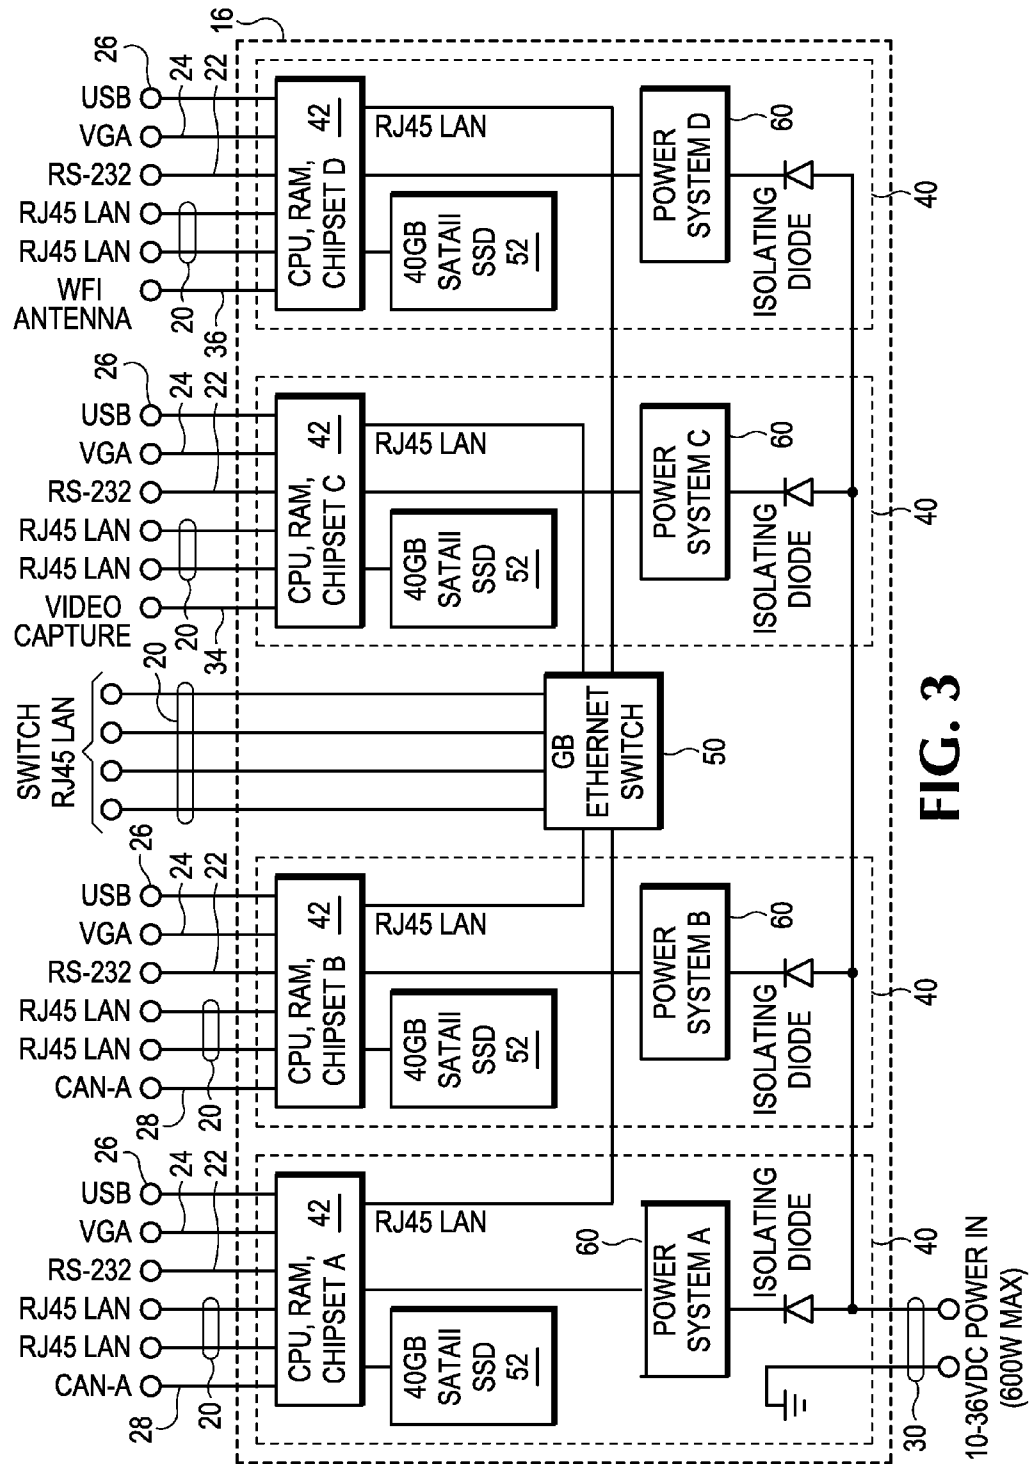 CAN-A
RJ45 LAN
RJ45 LAN
RS-232
VGA
USB
28
20
22
24
26
CAN-A
RJ45 LAN
RJ45 LAN
RS-232
VGA
USB
28
20
22
24
26
SWITCH
RJ45 LAN
20
VIDEO
CAPTURE
RJ45 LAN
RJ45 LAN
RS-232
VGA
USB
34
20
22
24
26
WFI
ANTENNA
RJ45 LAN
RJ45 LAN
RS-232
VGA
USB
36
20
22
24
26
16
CPU, RAM,
CHIPSET A
42
RJ45 LAN
40GB
SATAII
SSD
52
CPU, RAM,
CHIPSET B
42
RJ45 LAN
40GB
SATAII
SSD
52
CPU, RAM,
CHIPSET C
42
RJ45 LAN
40GB
SATAII
SSD
52
CPU, RAM,
CHIPSET D
42
RJ45 LAN
40GB
SATAII
SSD
52
GB
ETHERNET
SWITCH
50
POWER
SYSTEM A
60
POWER
SYSTEM B
60
POWER
SYSTEM C
60
POWER
SYSTEM D
60
ISOLATING
DIODE
ISOLATING
DIODE
ISOLATING
DIODE
ISOLATING
DIODE
40
40
40
40
30
10-36VDC POWER IN
(600W MAX)
FIG. 3